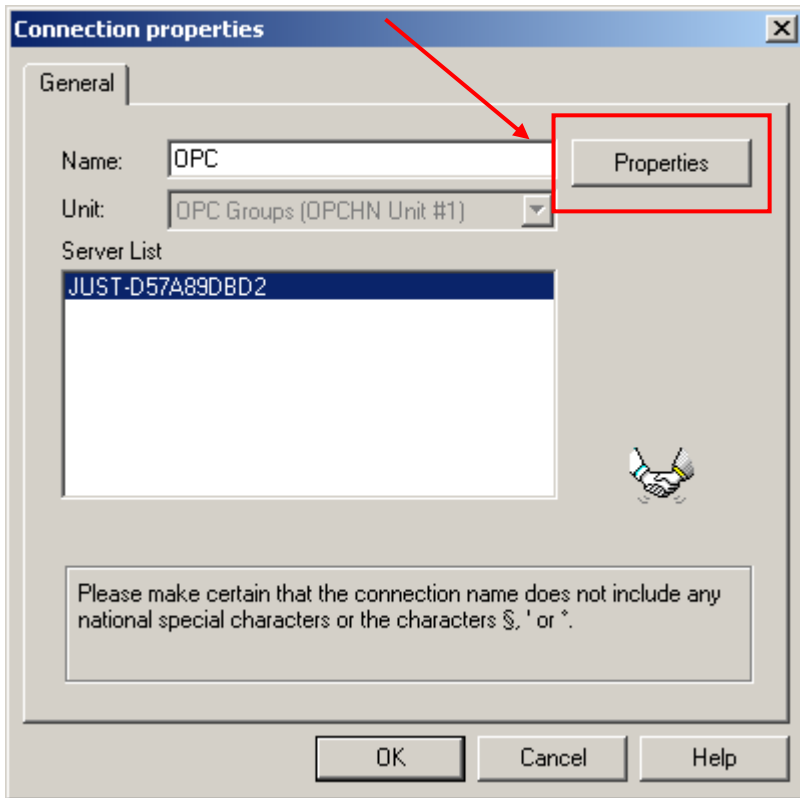 Connection properties
General
Name: OPC Properties
Unit: OPC Groups (OPCHN Unit #1)
Server List
JUST-D57A89DBD2
Please make certain that the connection name does not include any
national special characters or the characters §, ' or *.
OK Cancel Help